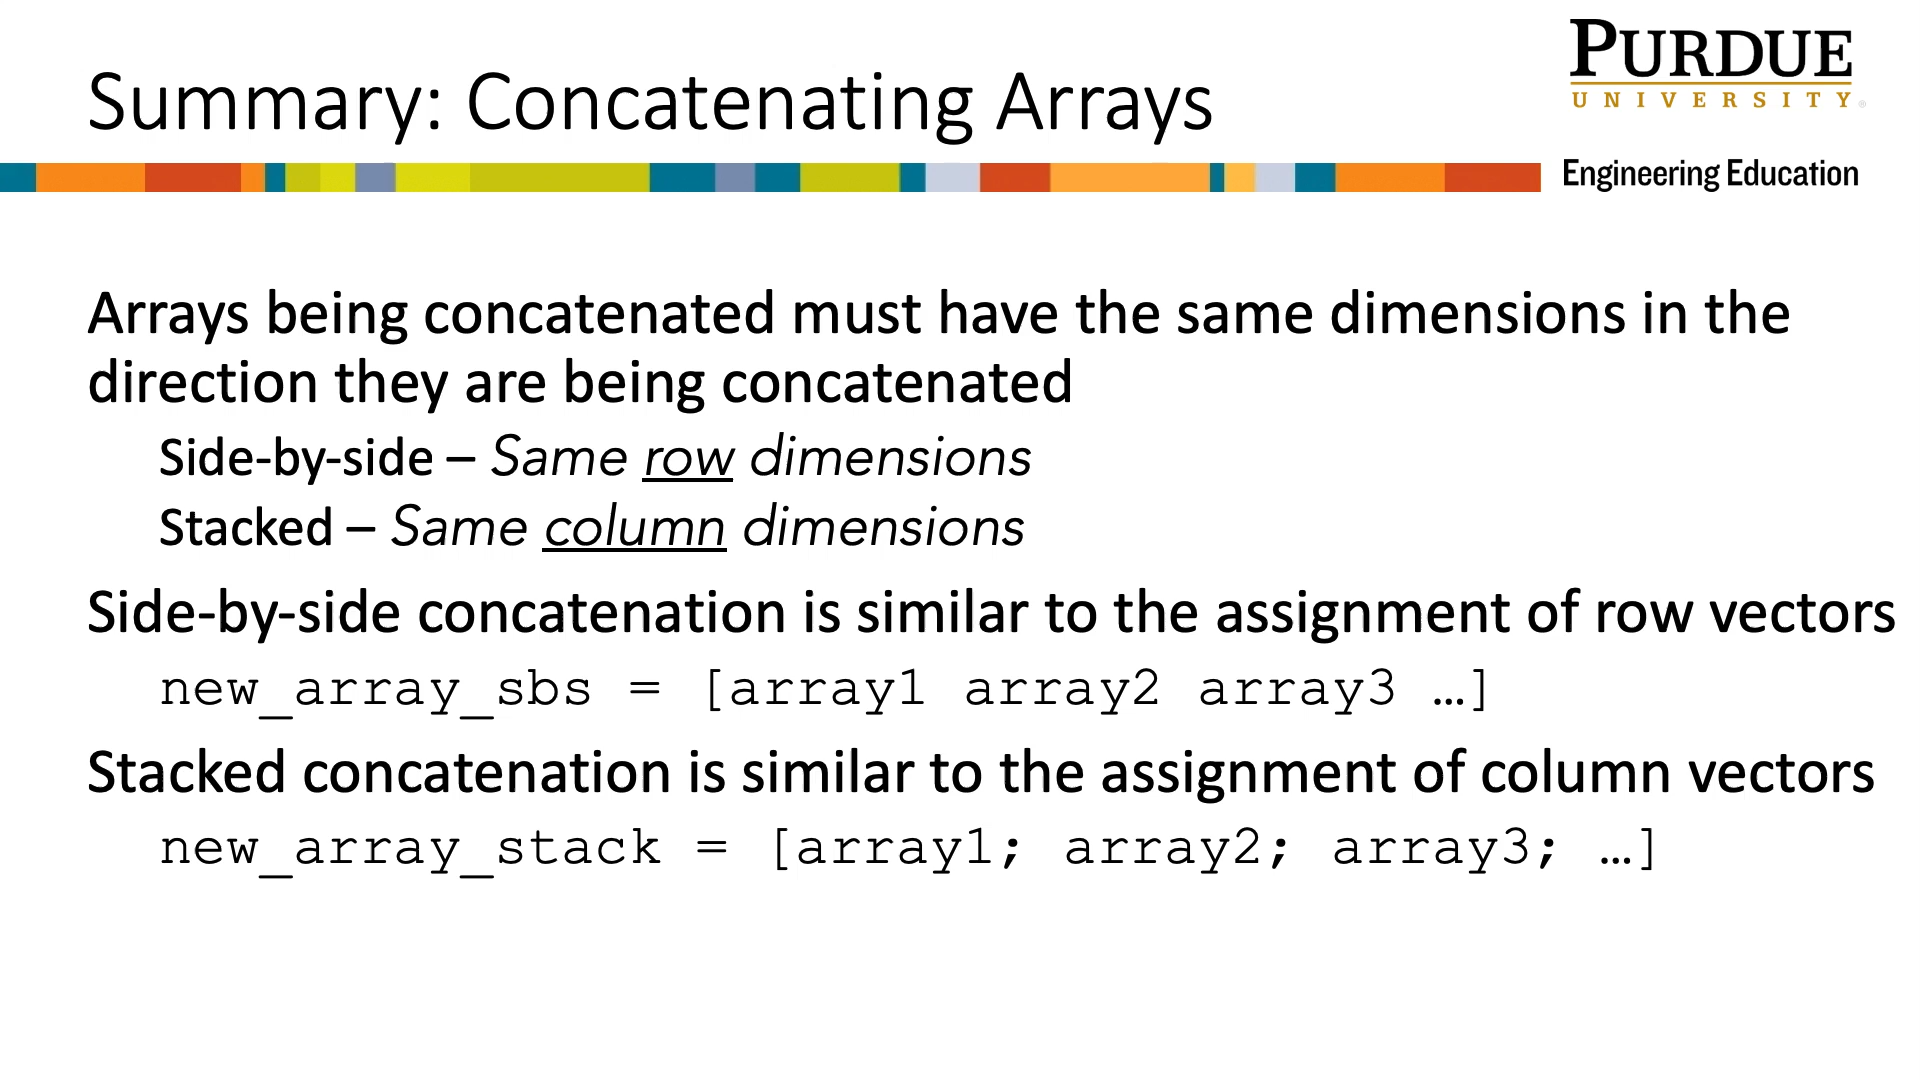 Summary: Concatenating Arrays
PURDUE
UNIVERSITY®
Engineering Education
Arrays being concatenated must have the same dimensions in the
direction they are being concatenated
Side-by-side – Same row dimensions
Stacked – Same column dimensions
Side-by-side concatenation is similar to the assignment of row vectors
new_array_sbs = [array1 array2 array3 …]
Stacked concatenation is similar to the assignment of column vectors
new_array_stack = [array1; array2; array3; …]